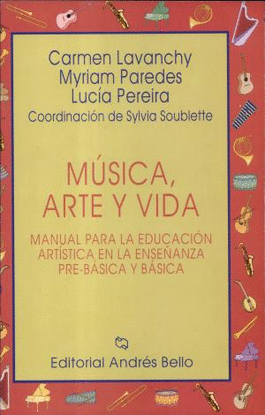 Carmen Lavanchy
Myriam Paredes
Lucía Pereira
Coordinación de Sylvia Soublette
MÚSICA,
ARTE Y VIDA
MANUAL PARA LA EDUCACIÓN
ARTÍSTICA EN LA ENSEÑANZA
PRE-BÁSICA Y BÁSICA
Editorial Andrés Bello